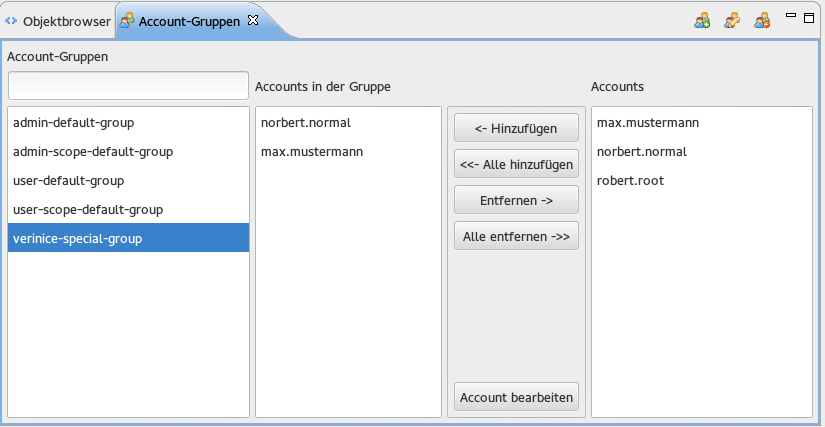 Objektbrowser
Account-Gruppen
Account-Gruppen
Accounts in der Gruppe
Accounts
admin-default-group
admin-scope-default-group
user-default-group
user-scope-default-group
verinice-special-group
norbert.normal
max.mustermann
<- Hinzufügen
<<- Alle hinzufügen
Entfernen ->
Alle entfernen ->>
Account bearbeiten
max.mustermann
norbert.normal
robert.root